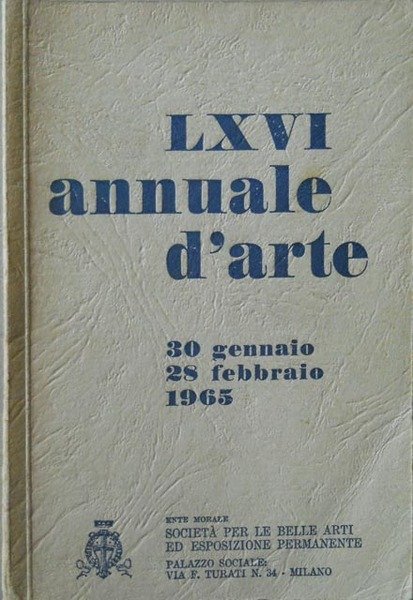 LXVI
annuale
d'arte
30 gennaio
28 febbraio
1965
ENTE MORALE
SOCIETÀ PER LE BELLE ARTI
ED ESPOSIZIONE PERMANENTE
PALAZZO SOCIALE:
VIA F. TURATI N. 34 - MILANO